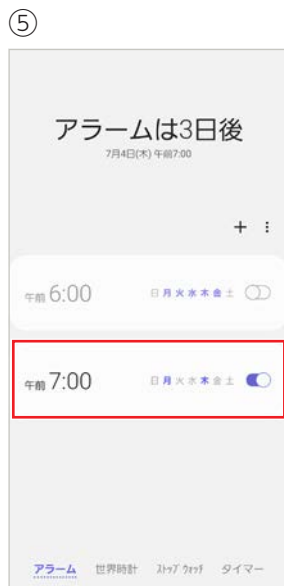 ⑤
アラームは3日後
7月4日(木) 午前7:00
+
午前 6:00 日 月 火 水 木 金 土
午前 7:00 日 月 火 水 木 金 土
アラーム 世界時計 ストップウォッチ タイマー